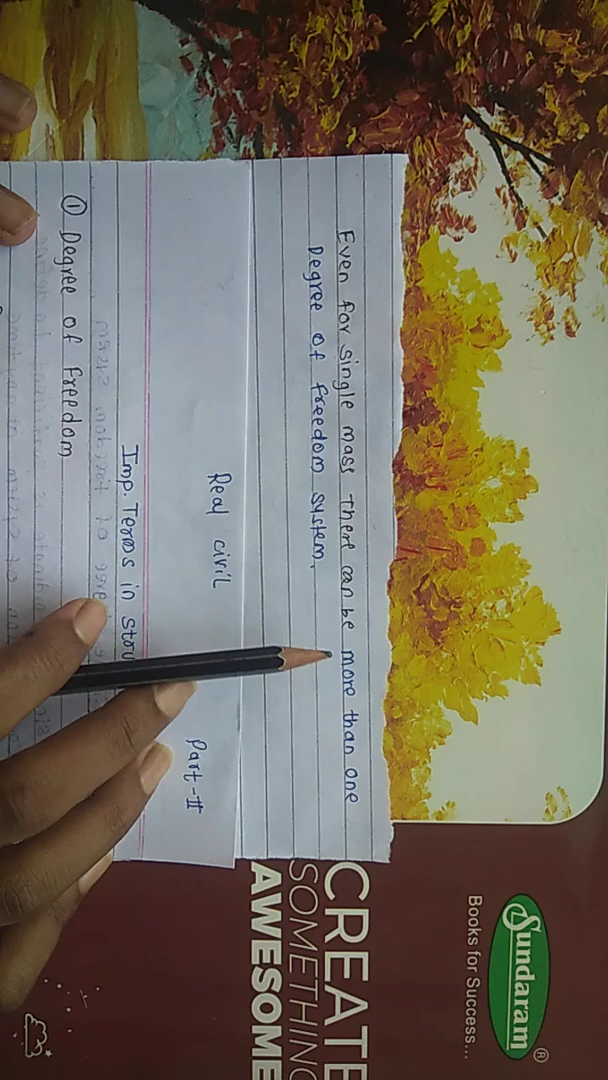 Even for single mass there can be more than one
Degree of freedom system.
Real civil
Part-II
Imp. Terms in Stru
① Degree of freedom
Sundaram®
Books for Success...
CREATE
SOMETHING
AWESOME